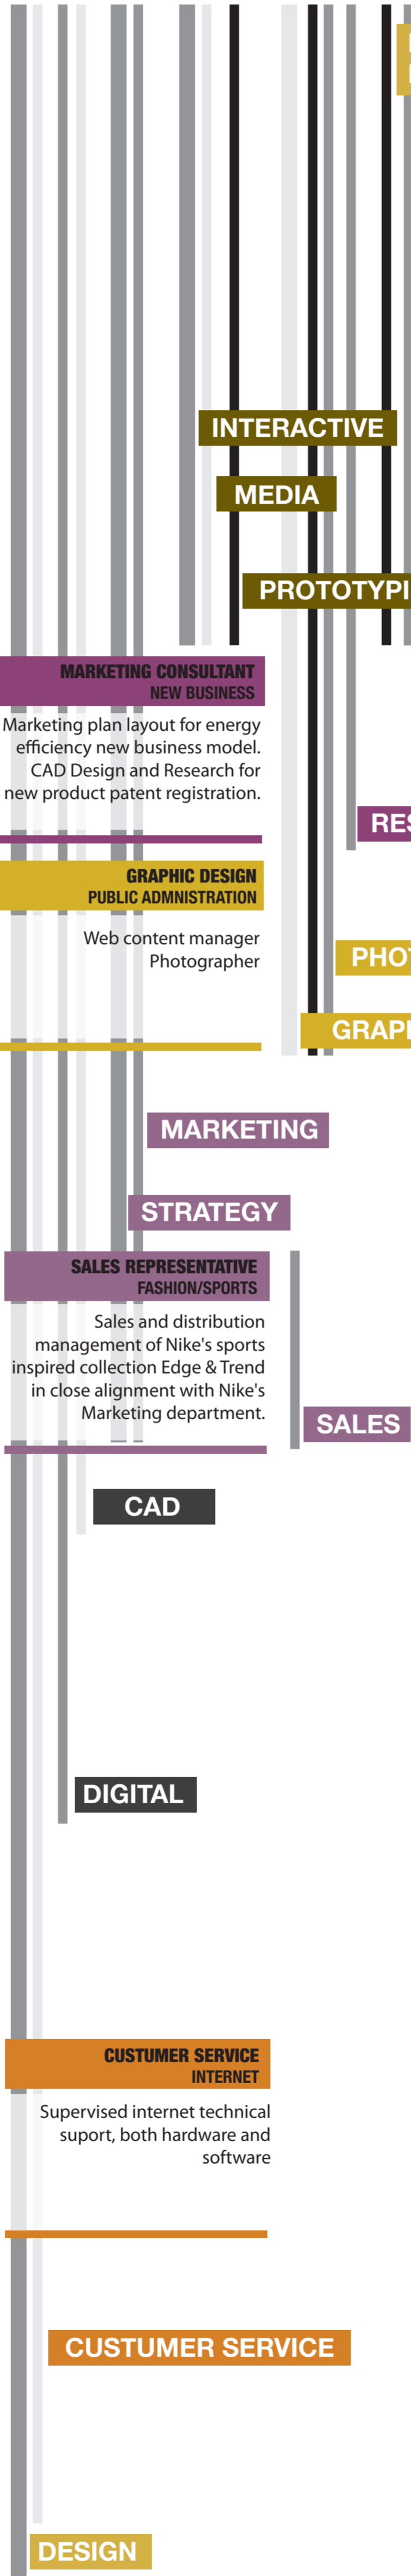 INTERACTIVE
MEDIA
PROTOTYPI
MARKETING CONSULTANT
NEW BUSINESS
Marketing plan layout for energy
efficiency new business model.
CAD Design and Research for
new product patent registration.
RES
GRAPHIC DESIGN
PUBLIC ADMNISTRATION
Web content manager
Photographer
PHOT
GRAPH
MARKETING
STRATEGY
SALES REPRESENTATIVE
FASHION/SPORTS
Sales and distribution
management of Nike's sports
inspired collection Edge & Trend
in close alignment with Nike's
Marketing department.
SALES
CAD
DIGITAL
CUSTUMER SERVICE
INTERNET
Supervised internet technical
suport, both hardware and
software
CUSTUMER SERVICE
DESIGN